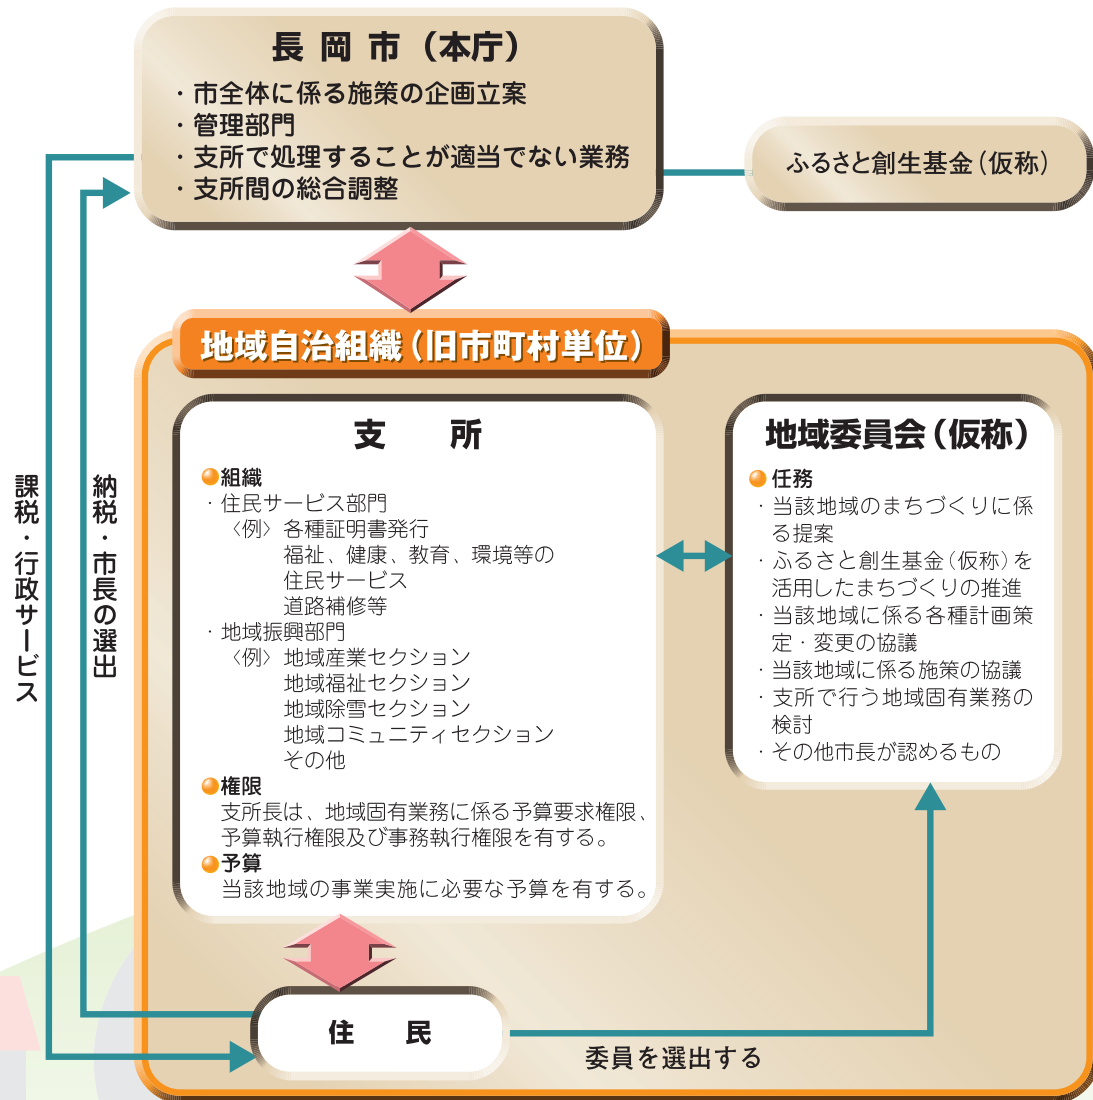 長岡市（本庁）
・市全体に係る施策の企画立案
・管理部門
・支所で処理することが適当でない業務
・支所間の総合調整
ふるさと創生基金（仮称）
地域自治組織（旧市町村単位）
支　所
●組織
・住民サービス部門
〈例〉各種証明書発行
福祉、健康、教育、環境等の
住民サービス
道路補修等
・地域振興部門
〈例〉地域産業セクション
地域福祉セクション
地域除雪セクション
地域コミュニティセクション
その他
●権限
支所長は、地域固有業務に係る予算要求権限、
予算執行権限及び事務執行権限を有する。
●予算
当該地域の事業実施に必要な予算を有する。
地域委員会（仮称）
●任務
・当該地域のまちづくりに係
る提案
・ふるさと創生基金（仮称）を
活用したまちづくりの推進
・当該地域に係る各種計画策
定・変更の協議
・当該地域に係る施策の協議
・支所で行う地域固有業務の
検討
・その他市長が認めるもの
課税・行政サービス
納税・市長の選出
住　民
委員を選出する